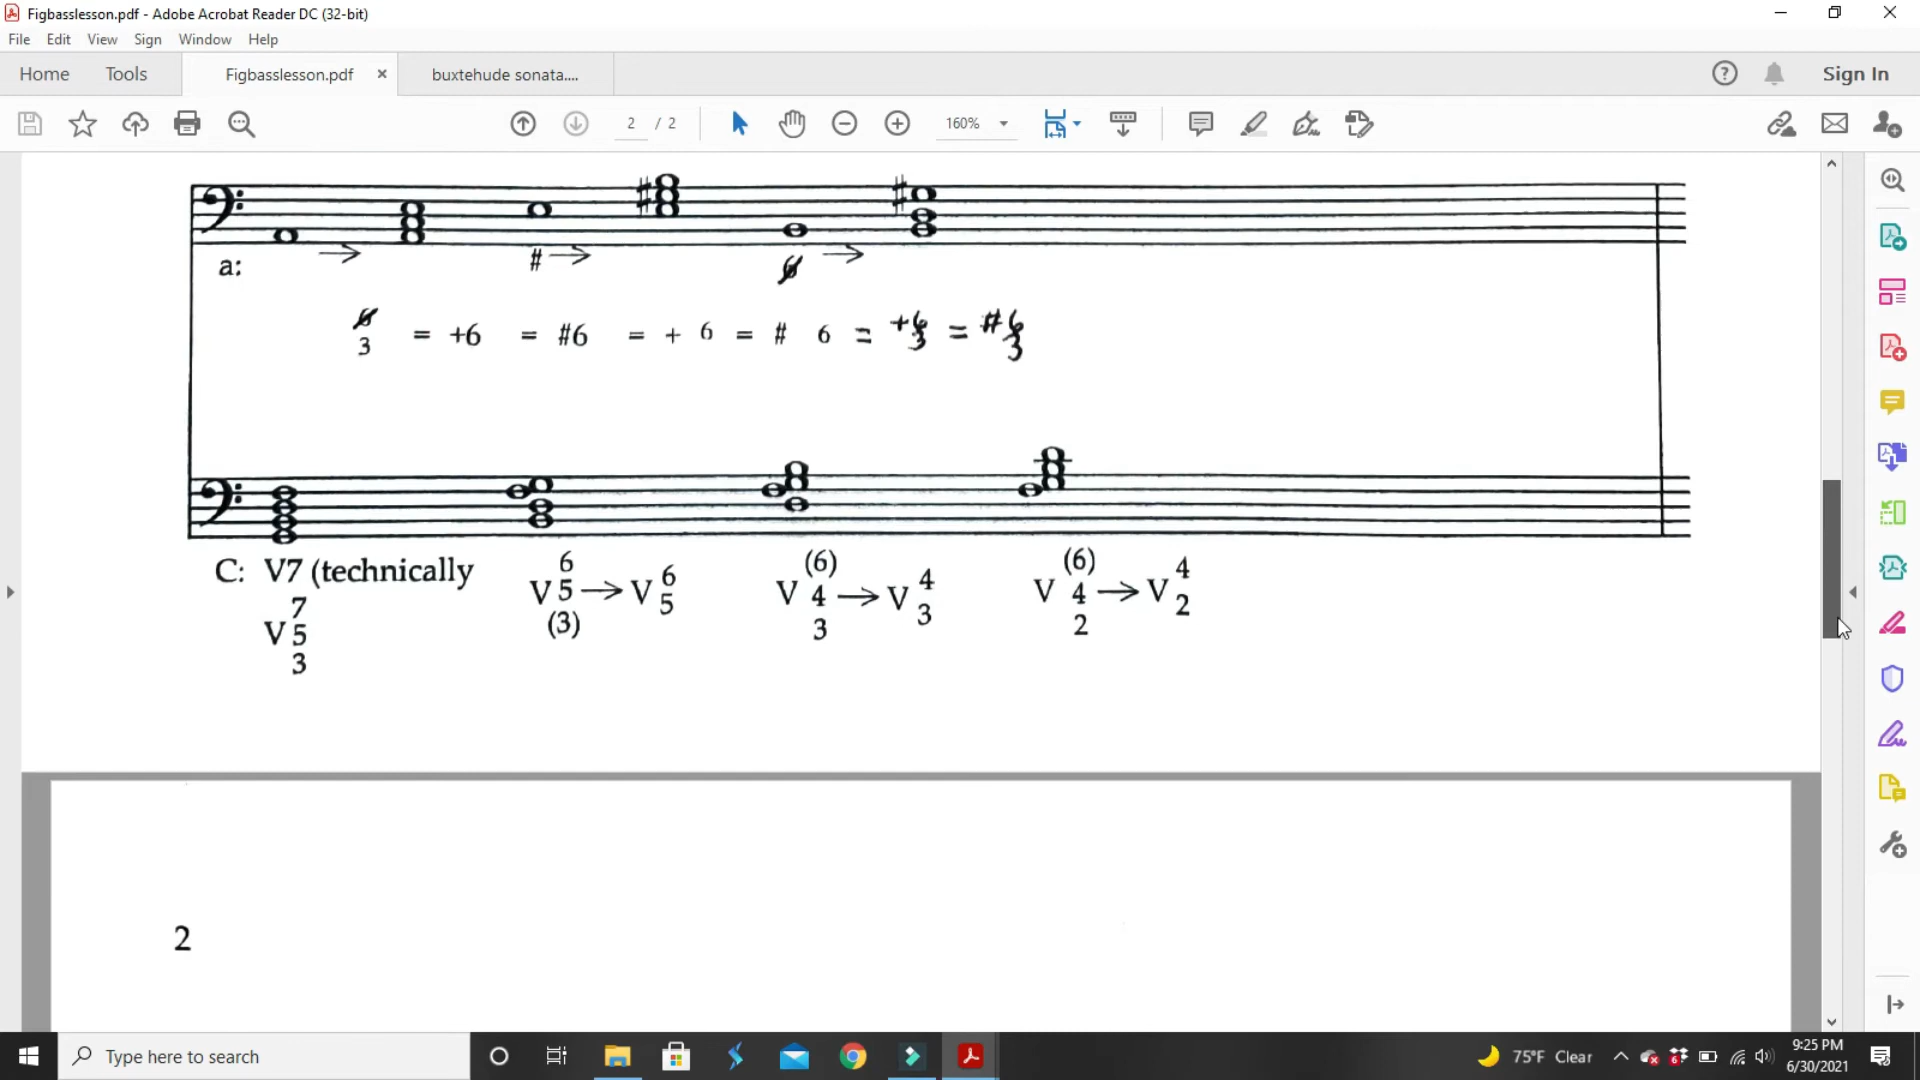 Figbasslesson.pdf - Adobe Acrobat Reader DC (32-bit)
File Edit View Sign Window Help
Home Tools Figbasslesson.pdf × buxtehude sonata.... Sign In
2 / 2 160%
a: # 6
6 = +6 = #6 = + 6 = # 6 = +6 = #6
3 3 3
C: V7 (technically
V 7 5 3
V 6 5 (3) → V 6 5
V (6) 4 3 → V 4 3
V (6) 4 2 → V 4 2
2
Type here to search
75°F Clear
9:25 PM
6/30/2021